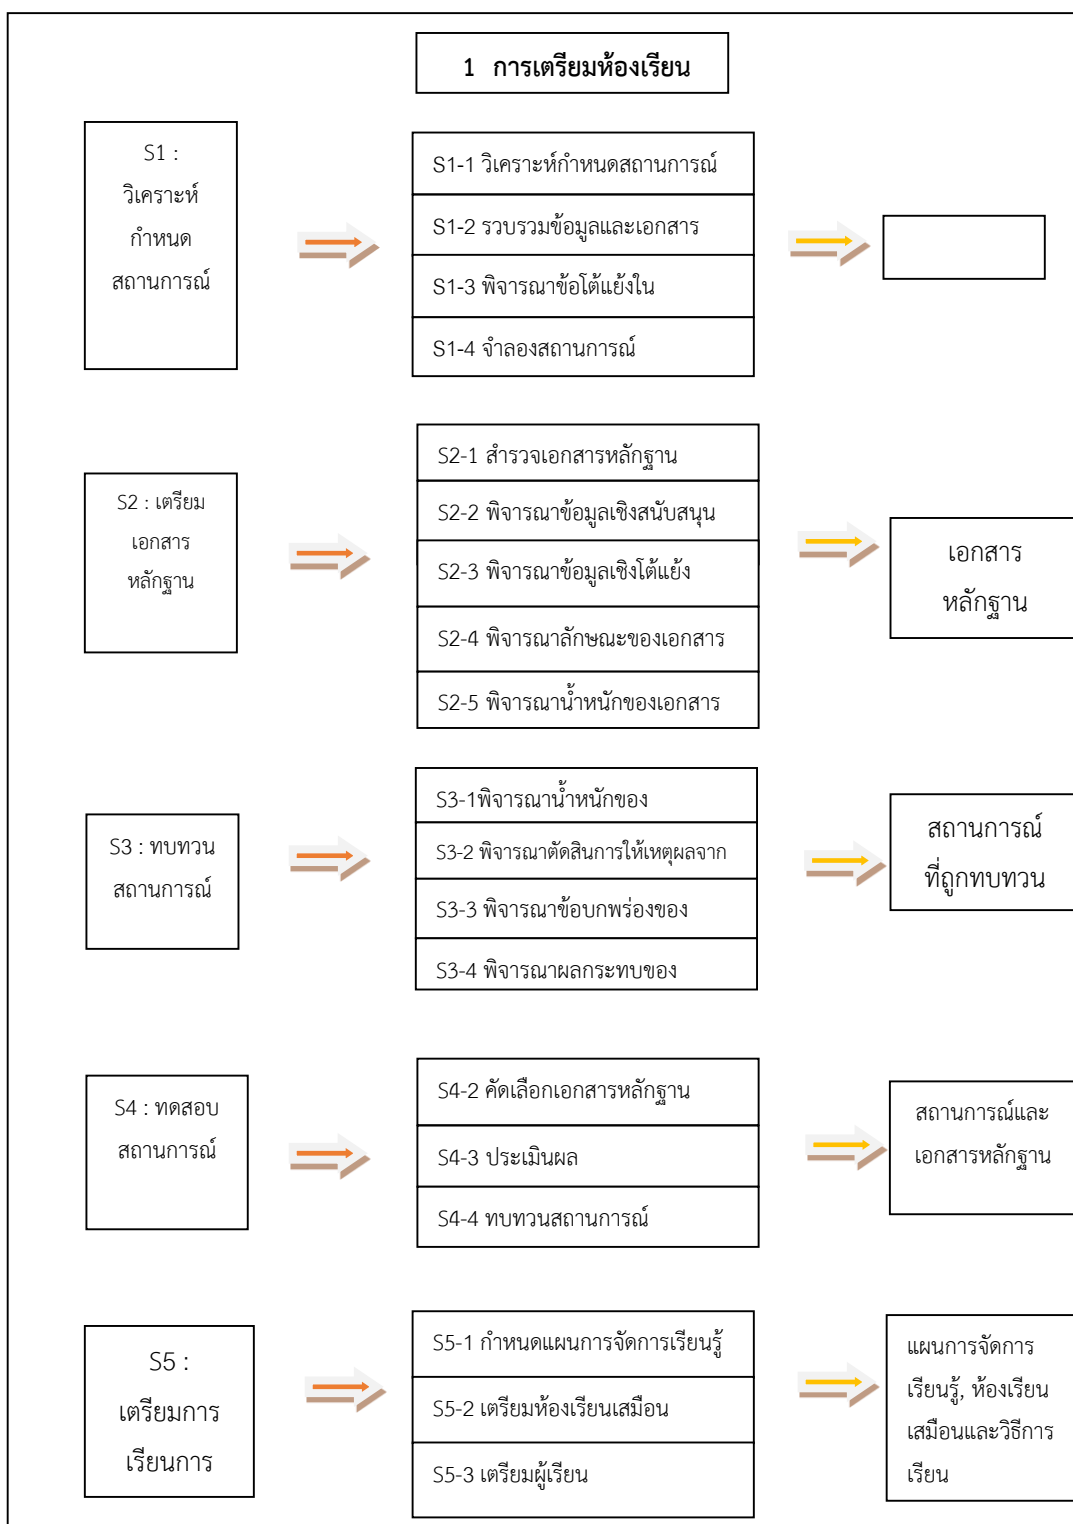 1 การเตรียมห้องเรียน
S1 :
วิเคราะห์
กำหนด
สถานการณ์
S1-1 วิเคราะห์กำหนดสถานการณ์
S1-2 รวบรวมข้อมูลและเอกสาร
S1-3 พิจารณาข้อโต้แย้งใน
S1-4 จำลองสถานการณ์
S2 : เตรียม
เอกสาร
หลักฐาน
S2-1 สำรวจเอกสารหลักฐาน
S2-2 พิจารณาข้อมูลเชิงสนับสนุน
S2-3 พิจารณาข้อมูลเชิงโต้แย้ง
S2-4 พิจารณาลักษณะของเอกสาร
S2-5 พิจารณาน้ำหนักของเอกสาร
เอกสาร
หลักฐาน
S3 : ทบทวน
สถานการณ์
S3-1พิจารณาน้ำหนักของ
S3-2 พิจารณาตัดสินการให้เหตุผลจาก
S3-3 พิจารณาข้อบกพร่องของ
S3-4 พิจารณาผลกระทบของ
สถานการณ์
ที่ถูกทบทวน
S4 : ทดสอบ
สถานการณ์
S4-2 คัดเลือกเอกสารหลักฐาน
S4-3 ประเมินผล
S4-4 ทบทวนสถานการณ์
สถานการณ์และ
เอกสารหลักฐาน
S5 :
เตรียมการ
เรียนการ
S5-1 กำหนดแผนการจัดการเรียนรู้
S5-2 เตรียมห้องเรียนเสมือน
S5-3 เตรียมผู้เรียน
แผนการจัดการ
เรียนรู้, ห้องเรียน
เสมือนและวิธีการ
เรียน